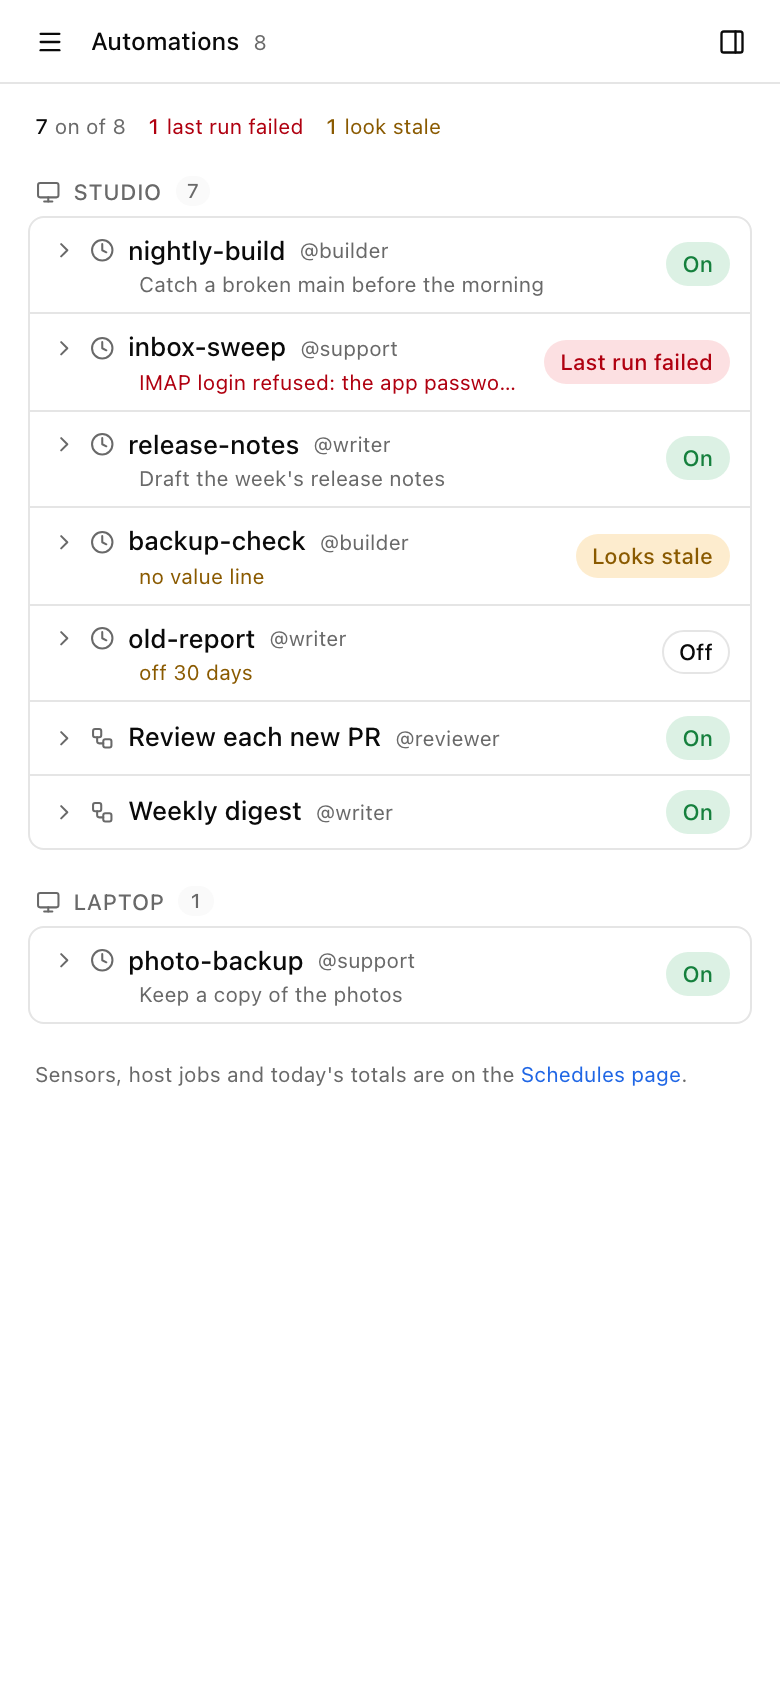 Automations 8
7 on of 8 1 last run failed 1 look stale
STUDIO 7
nightly-build @builder
Catch a broken main before the morning
On
inbox-sweep @support
IMAP login refused: the app passwo...
Last run failed
release-notes @writer
Draft the week's release notes
On
backup-check @builder
no value line
Looks stale
old-report @writer
off 30 days
Off
Review each new PR @reviewer
On
Weekly digest @writer
On
LAPTOP 1
photo-backup @support
Keep a copy of the photos
On
Sensors, host jobs and today's totals are on the Schedules page.